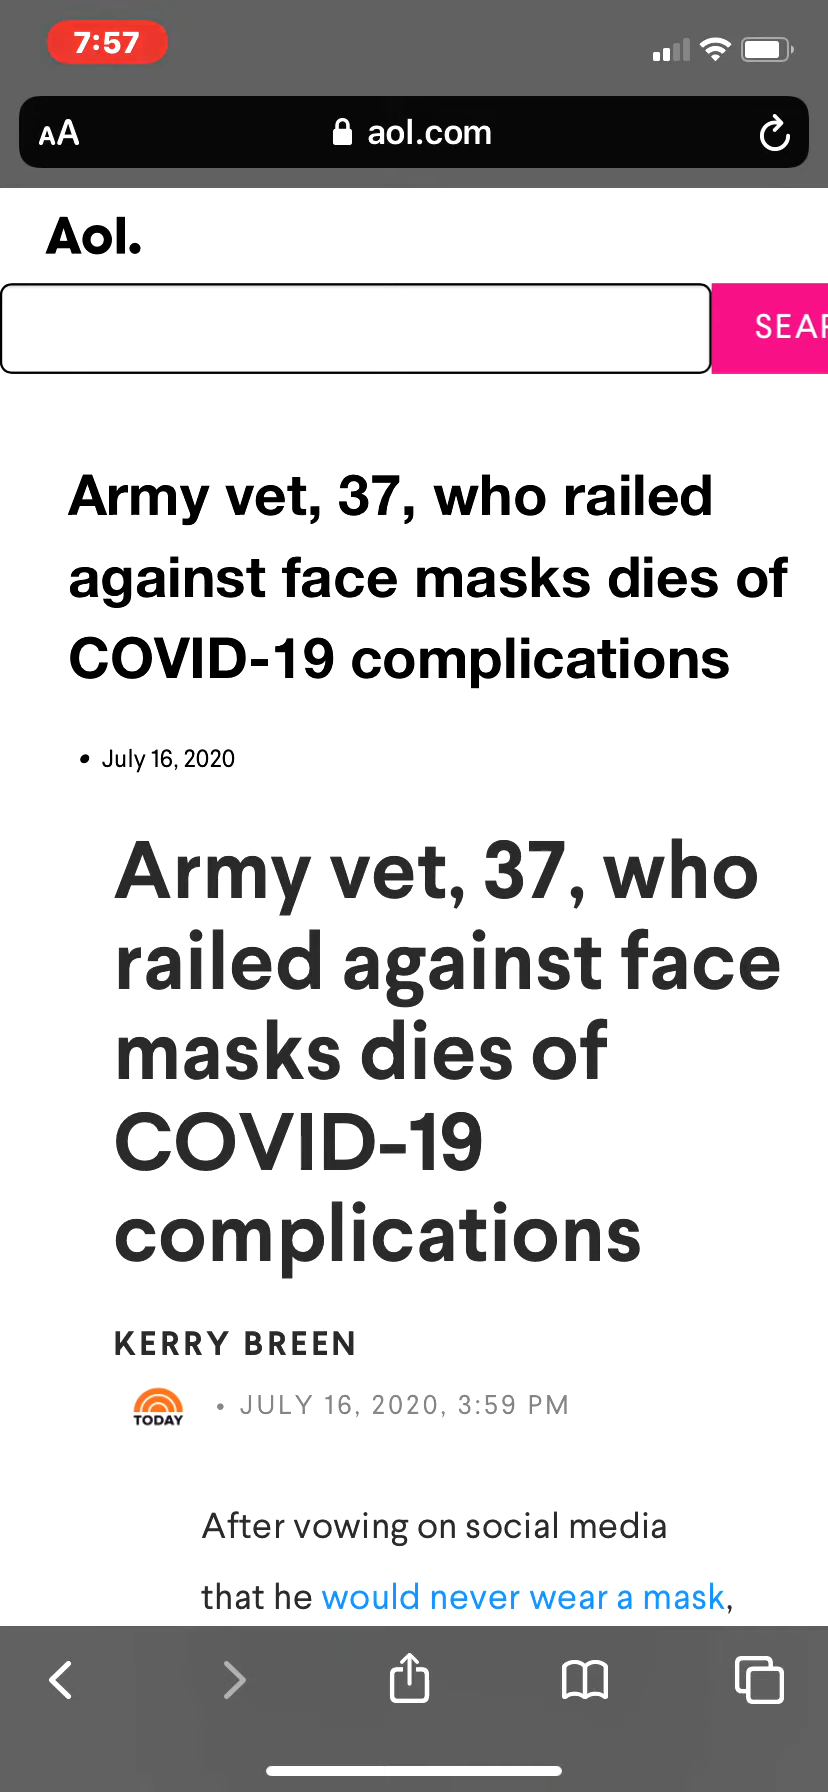 7:57
AA aol.com
Aol.
SEAR
Army vet, 37, who railed
against face masks dies of
COVID-19 complications
• July 16, 2020
Army vet, 37, who
railed against face
masks dies of
COVID-19
complications
KERRY BREEN
TODAY • JULY 16, 2020, 3:59 PM
After vowing on social media
that he would never wear a mask,